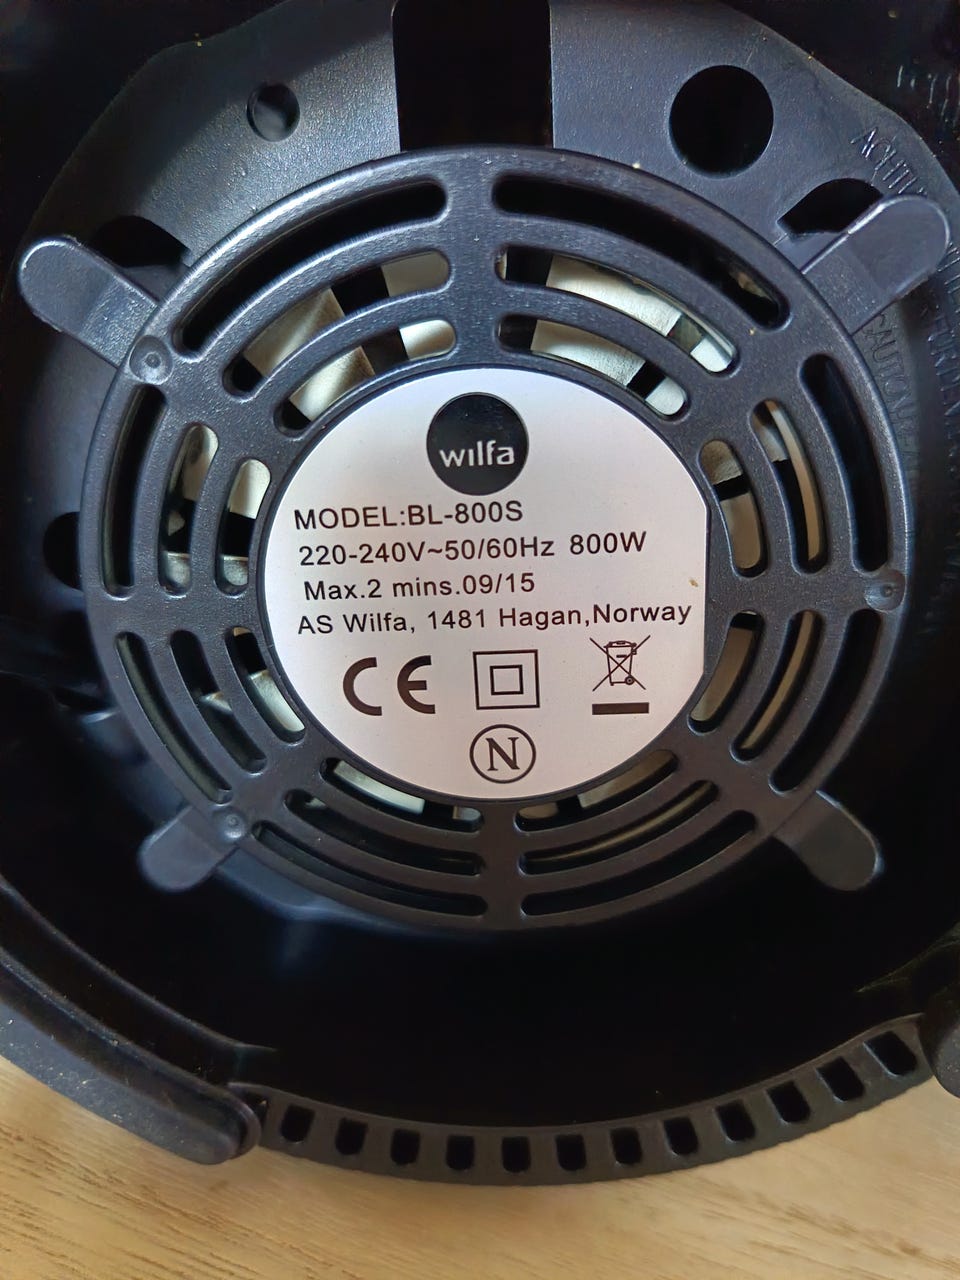 wilfa
MODEL:BL-800S
220-240V~50/60Hz 800W
Max.2 mins.09/15
AS Wilfa, 1481 Hagan,Norway
CE
N